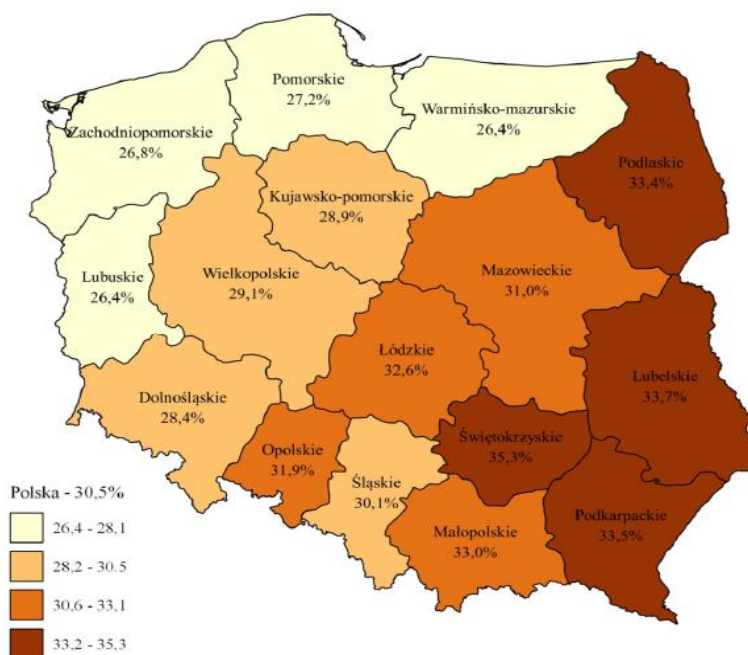 Pomorskie
27,2%
Warmińsko-mazurskie
26,4%
Zachodniopomorskie
26,8%
Podlaskie
33,4%
Kujawsko-pomorskie
28,9%
Lubuskie
26,4%
Wielkopolskie
29,1%
Mazowieckie
31,0%
Łódzkie
32,6%
Lubelskie
33,7%
Dolnośląskie
28,4%
Opolskie
31,9%
Świętokrzyskie
35,3%
Śląskie
30,1%
Małopolskie
33,0%
Podkarpackie
33,5%
Polska - 30,5%
26,4 - 28,1
28,2 - 30.5
30,6 - 33,1
33,2 - 35,3